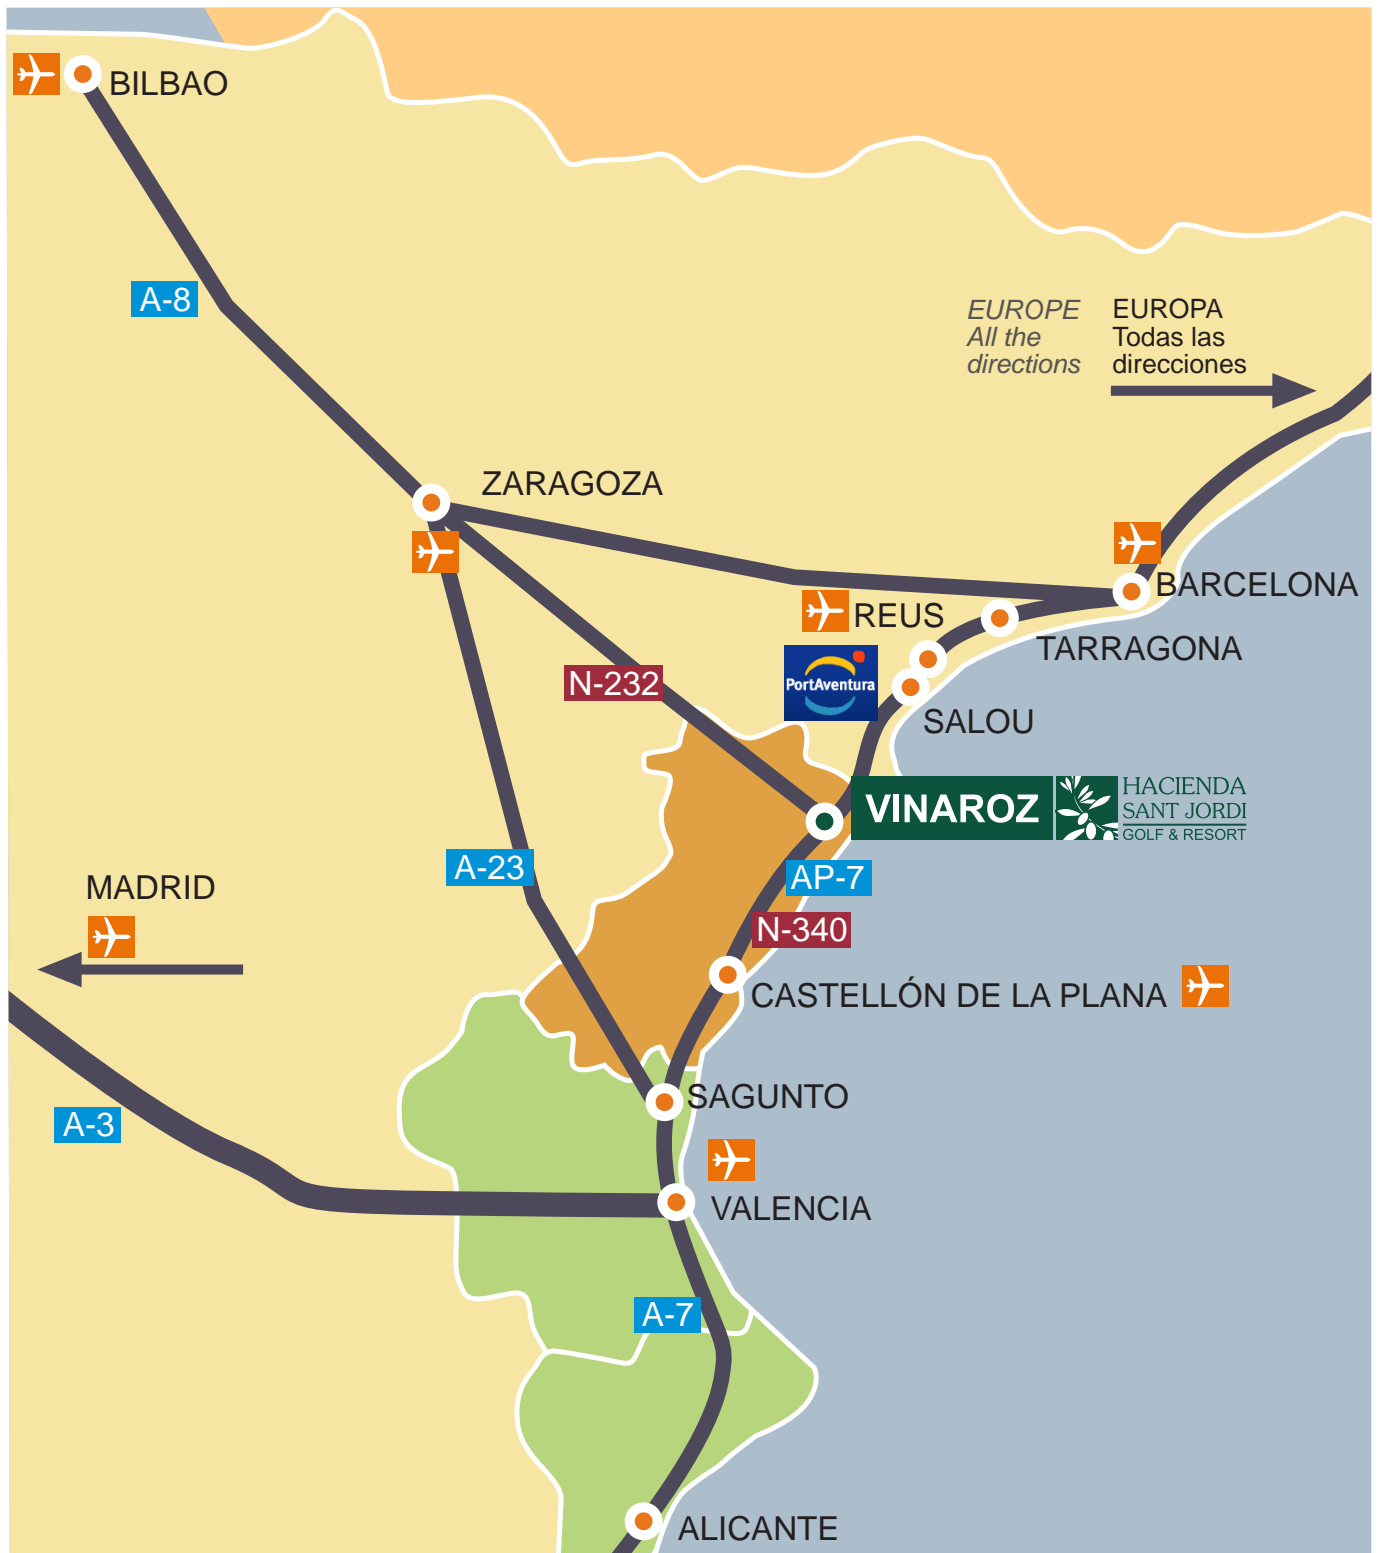 BILBAO
A-8
EUROPE
All the
directions
EUROPA
Todas las
direcciones
ZARAGOZA
BARCELONA
REUS
TARRAGONA
PortAventura
N-232
SALOU
VINAROZ
HACIENDA
SANT JORDI
GOLF & RESORT
A-23
AP-7
MADRID
N-340
CASTELLÓN DE LA PLANA
SAGUNTO
A-3
VALENCIA
A-7
ALICANTE